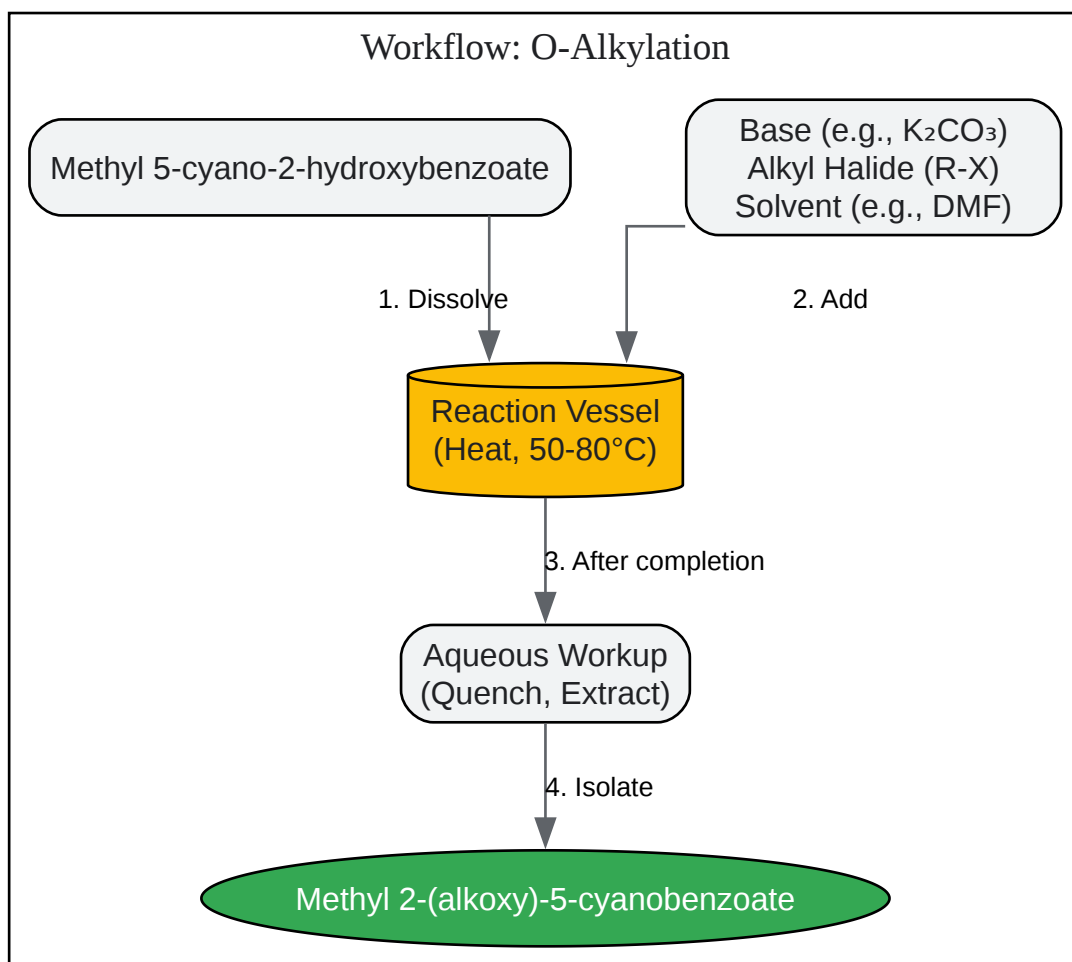 Workflow: O-Alkylation
Methyl 5-cyano-2-hydroxybenzoate
Base (e.g., K₂CO₃)
Alkyl Halide (R-X)
Solvent (e.g., DMF)
1. Dissolve
2. Add
Reaction Vessel
(Heat, 50-80°C)
3. After completion
Aqueous Workup
(Quench, Extract)
4. Isolate
Methyl 2-(alkoxy)-5-cyanobenzoate